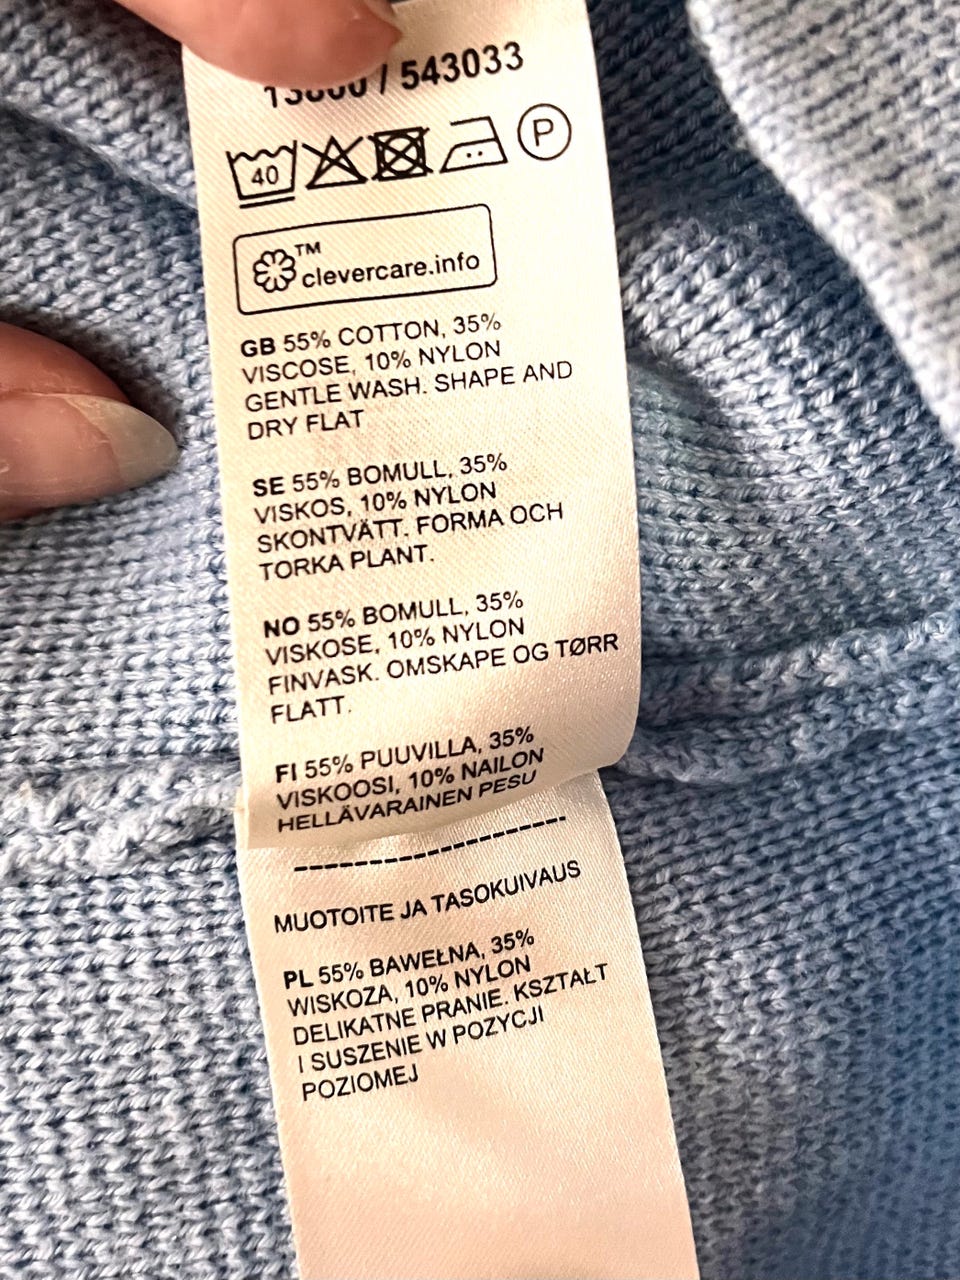 / 543033
40
P
TM
clevercare.info
GB 55% COTTON, 35%
VISCOSE, 10% NYLON
GENTLE WASH. SHAPE AND
DRY FLAT
SE 55% BOMULL, 35%
VISKOS, 10% NYLON
SKONTVÄTT. FORMA OCH
TORKA PLANT.
NO 55% BOMULL, 35%
VISKOSE, 10% NYLON
FINVASK. OMSKAPE OG TØRR
FLATT.
FI 55% PUUVILLA, 35%
VISKOOSI, 10% NAILON
HELLÄVARAINEN PESU
MUOTOITE JA TASOKUIVAUS
PL 55% BAWEŁNA, 35%
WISKOZA, 10% NYLON
DELIKATNE PRANIE. KSZTAŁT
I SUSZENIE W POZYCJI
POZIOMEJ